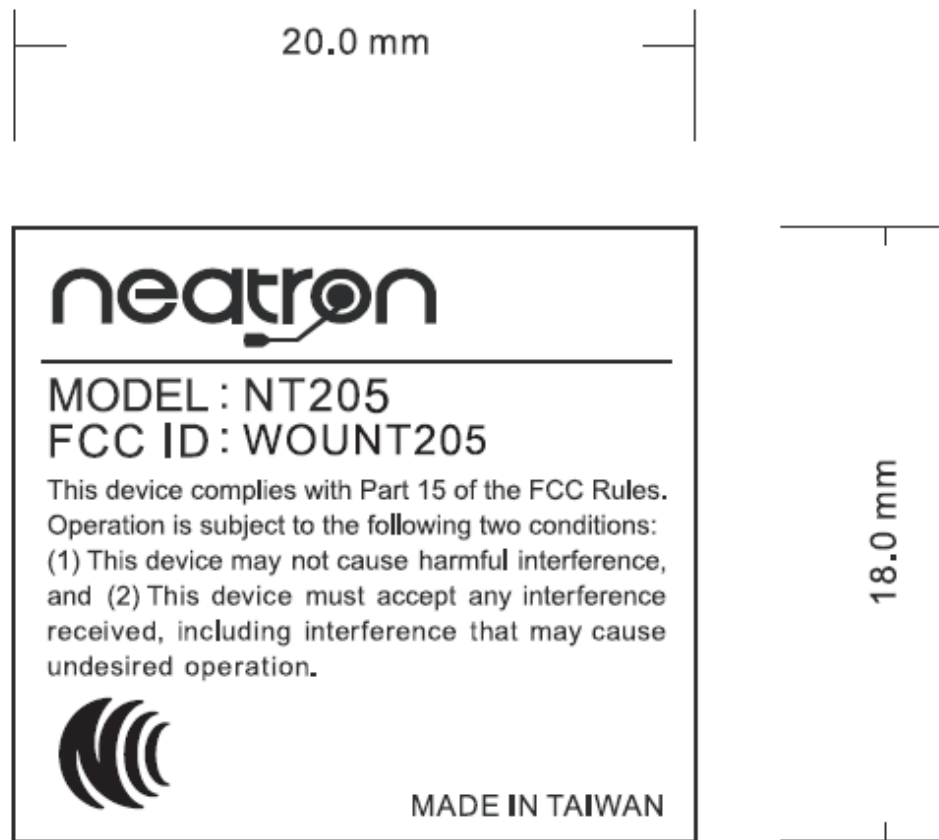 20.0 mm
neatron
MODEL : NT205
FCC ID : WOUNT205
This device complies with Part 15 of the FCC Rules.
Operation is subject to the following two conditions:
(1) This device may not cause harmful interference,
and (2) This device must accept any interference
received, including interference that may cause
undesired operation.
MADE IN TAIWAN
18.0 mm